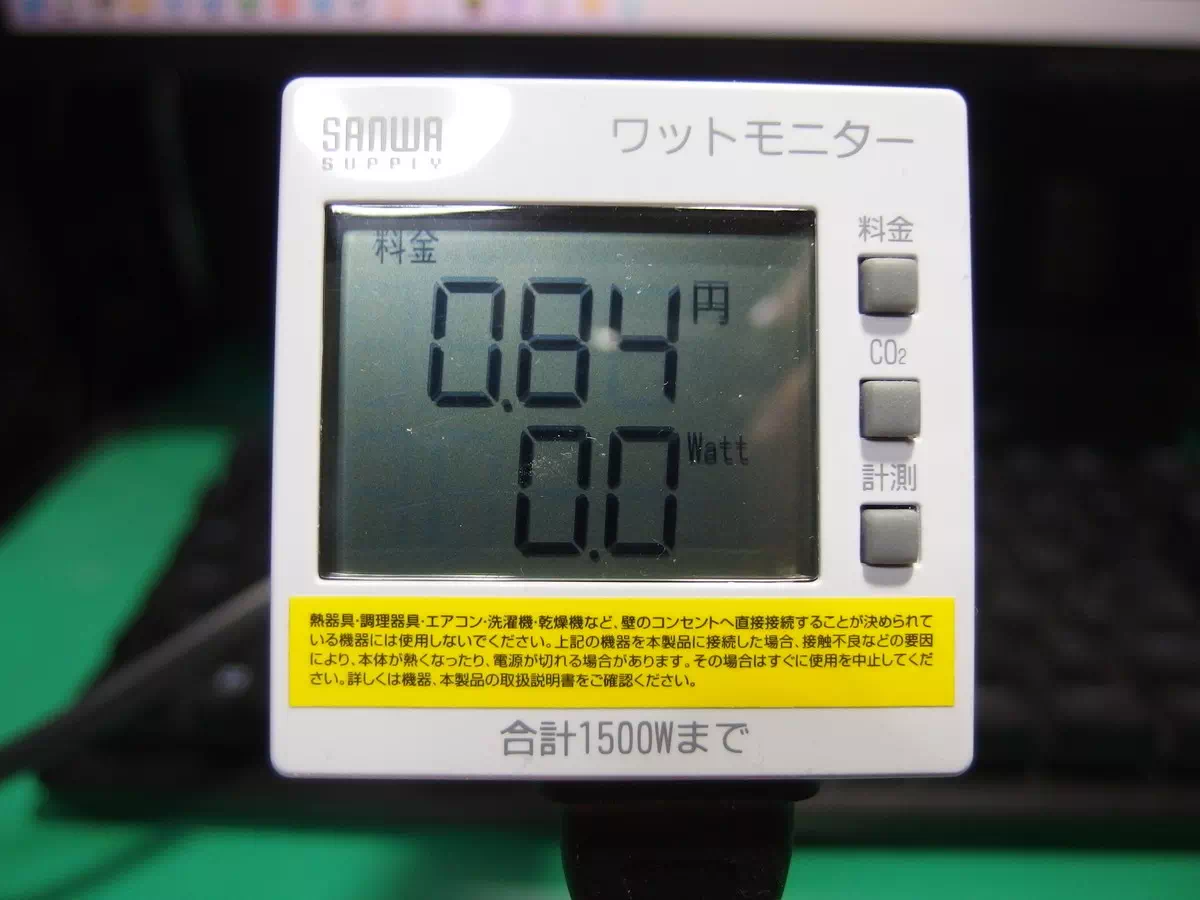 SANWA
SUPPLY
ワットモニター
料金
0.84円
0.0Watt
料金
CO₂
計測
熱器具・調理器具・エアコン・洗濯機・乾燥機など、壁のコンセントへ直接接続することが決められて
いる機器には使用しないでください。上記の機器を本製品に接続した場合、接触不良などの要因
により、本体が熱くなったり、電源が切れる場合があります。その場合はすぐに使用を中止してくだ
さい。詳しくは機器、本製品の取扱説明書をご確認ください。
合計1500Wまで